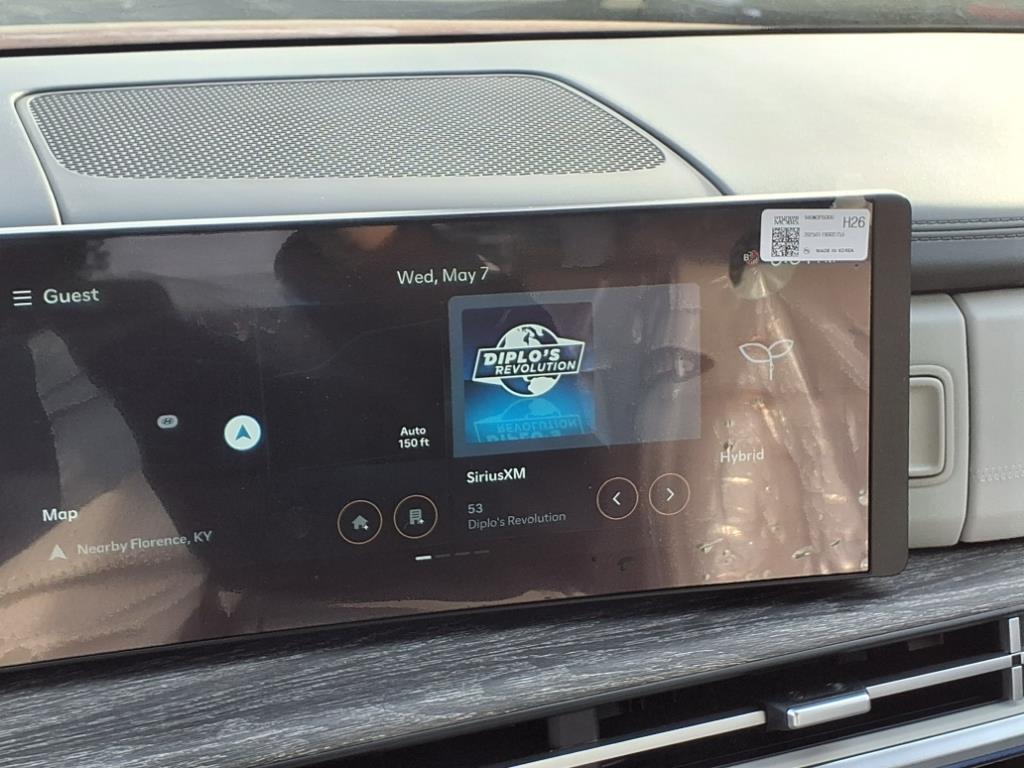 H26
MADE IN KOREA
Wed, May 7
Guest
DIPLO'S
REVOLUTION
Auto
150 ft
Hybrid
SiriusXM
53
Diplo's Revolution
Map
Nearby Florence, KY